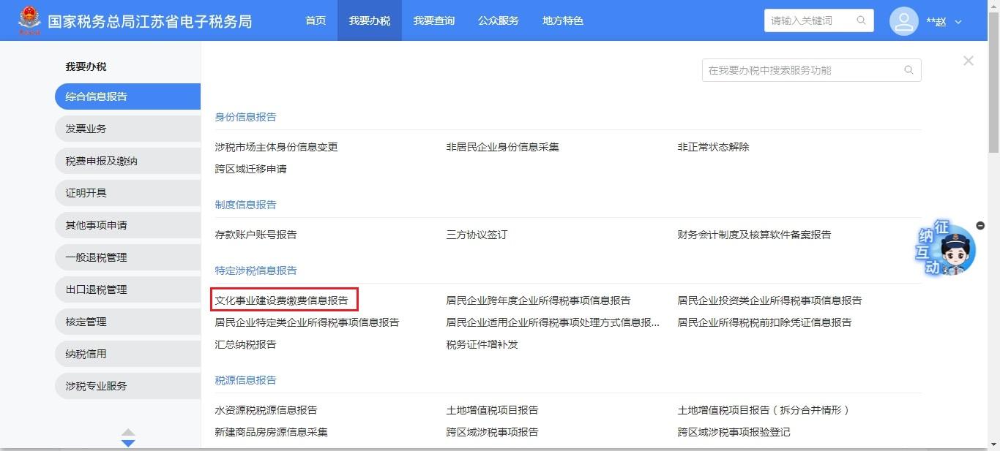 国家税务总局江苏省电子税务局
首页 我要办税 我要查询 公众服务 地方特色
请输入关键词
**赵
我要办税
在我要办税中搜索服务功能
综合信息报告
发票业务
税费申报及缴纳
证明开具
其他事项申请
一般退税管理
出口退税管理
核定管理
纳税信用
涉税专业服务
身份信息报告
涉税市场主体身份信息变更 非居民企业身份信息采集 非正常状态解除
跨区域迁移申请
制度信息报告
存款账户账号报告 三方协议签订 财务会计制度及核算软件备案报告
特定涉税信息报告
文化事业建设费缴费信息报告 居民企业跨年度企业所得税事项信息报告 居民企业投资类企业所得税事项信息报告
居民企业特定类企业所得税事项信息报告 居民企业适用企业所得税事项处理方式信息报... 居民企业所得税税前扣除凭证信息报告
汇总纳税报告 税务证件增补发
税源信息报告
水资源税税源信息报告 土地增值税项目报告 土地增值税项目报告（拆分合并情形）
新建商品房房源信息采集 跨区域涉税事项报告 跨区域涉税事项报验登记
征纳互动